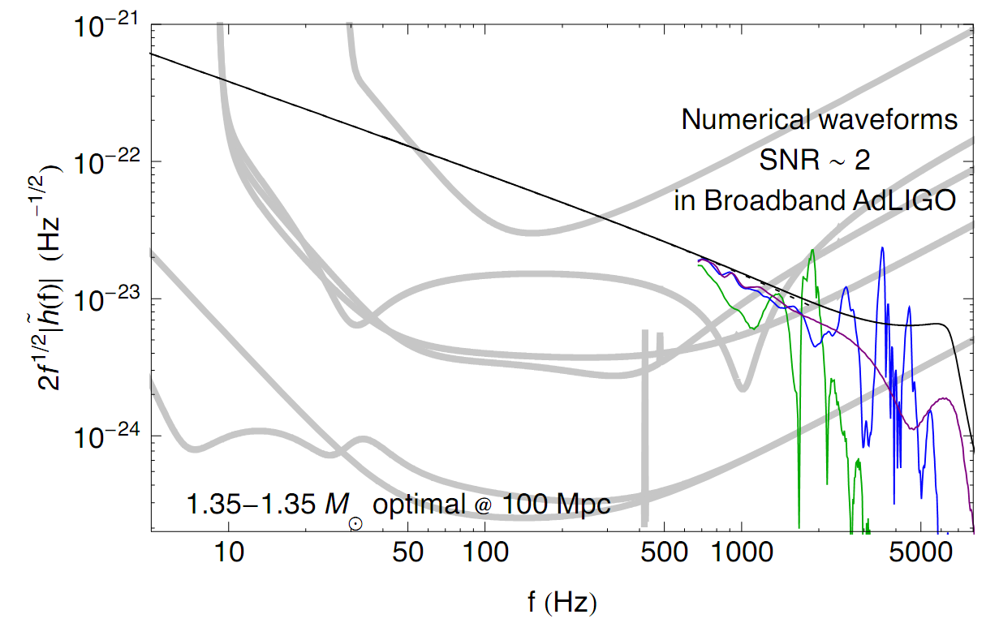 10⁻²¹
10⁻²²
10⁻²³
10⁻²⁴
2f^{1/2}|h̃(f)| (Hz^{−1/2})
Numerical waveforms
SNR ~ 2
in Broadband AdLIGO
1.35−1.35 M☉ optimal @ 100 Mpc
10 50 100 500 1000 5000
f (Hz)